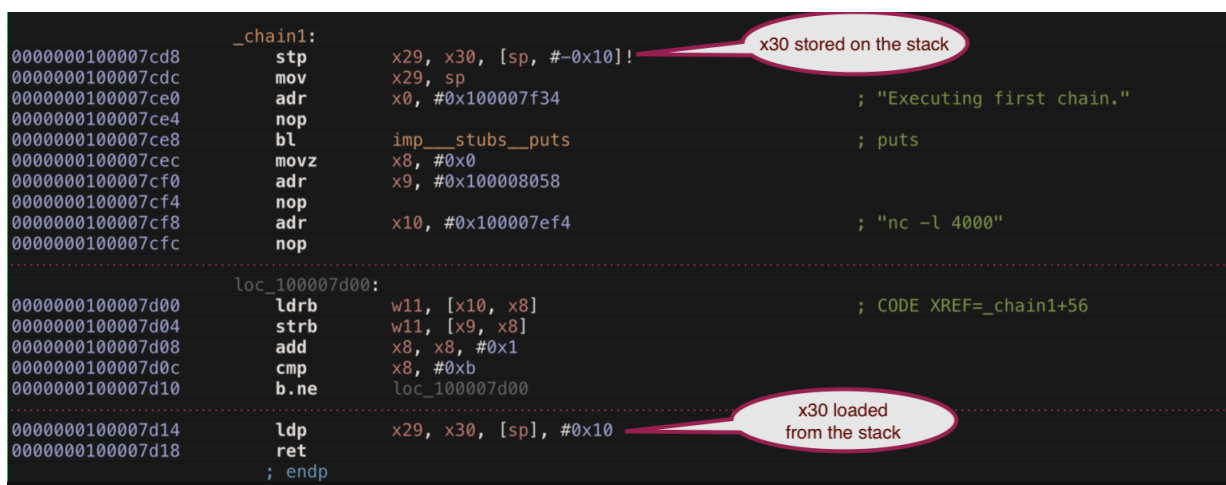 _chain1:
0000000100007cd8 stp x29, x30, [sp, #-0x10]! x30 stored on the stack
0000000100007cdc mov x29, sp
0000000100007ce0 adr x0, #0x100007f34 ; "Executing first chain."
0000000100007ce4 nop
0000000100007ce8 bl imp___stubs__puts ; puts
0000000100007cec movz x8, #0x0
0000000100007cf0 adr x9, #0x100008058
0000000100007cf4 nop
0000000100007cf8 adr x10, #0x100007ef4 ; "nc -l 4000"
0000000100007cfc nop
loc_100007d00:
0000000100007d00 ldrb w11, [x10, x8] ; CODE XREF=_chain1+56
0000000100007d04 strb w11, [x9, x8]
0000000100007d08 add x8, x8, #0x1
0000000100007d0c cmp x8, #0xb
0000000100007d10 b.ne loc_100007d00
x30 loaded
from the stack
0000000100007d14 ldp x29, x30, [sp], #0x10
0000000100007d18 ret
; endp